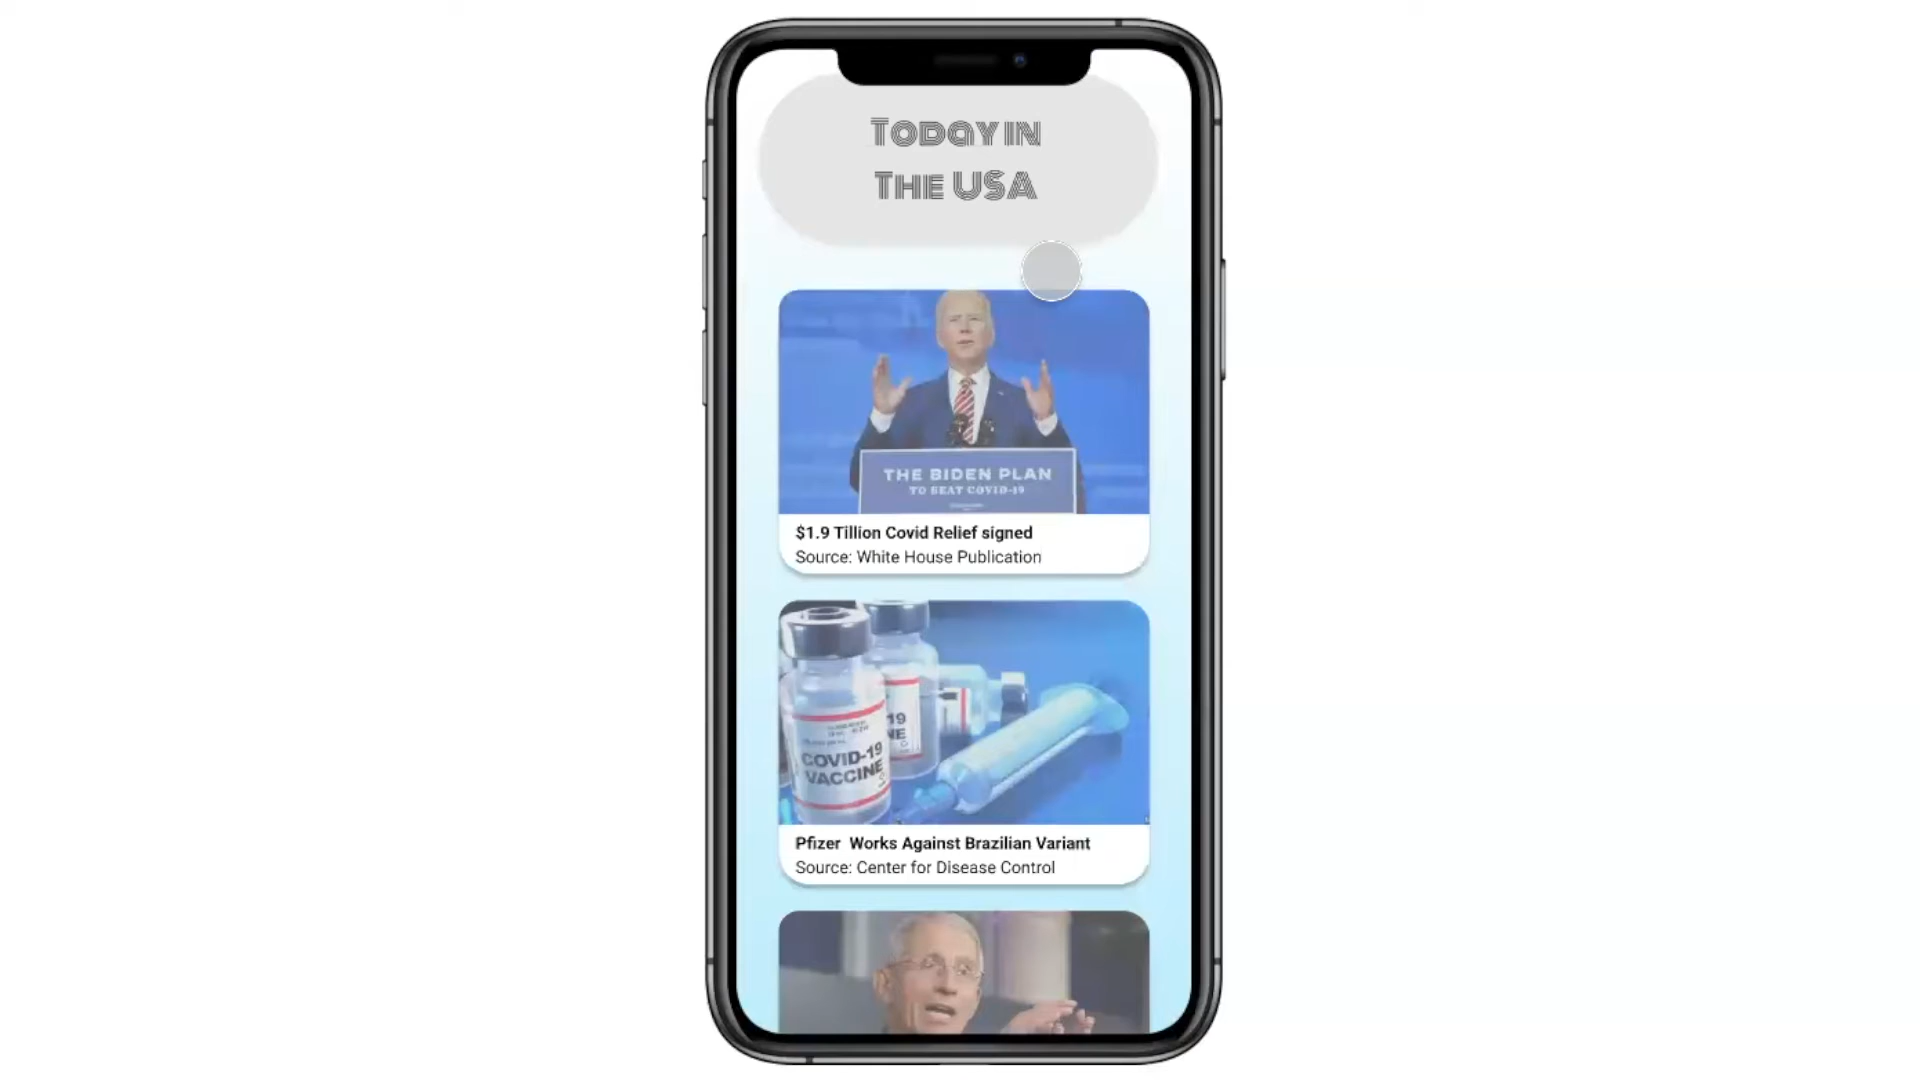 Today in
The USA
THE BIDEN PLAN
TO BEAT COVID-19
$1.9 Tillion Covid Relief signed
Source: White House Publication
19
NE
COVID-19
VACCINE
Pfizer  Works Against Brazilian Variant
Source: Center for Disease Control